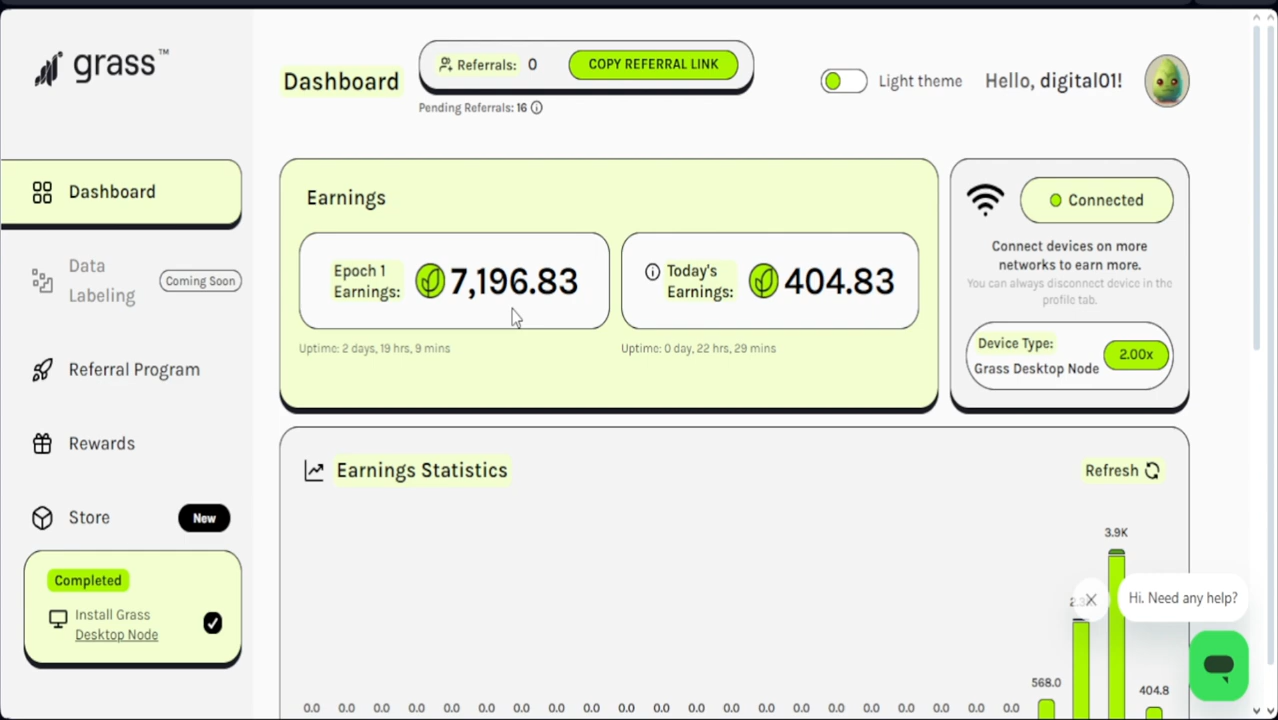 grass™
Dashboard
Referrals: 0
COPY REFERRAL LINK
Pending Referrals: 16
Light theme
Hello, digital01!
Dashboard
Data
Labeling
Coming Soon
Referral Program
Rewards
Store
New
Completed
Install Grass
Desktop Node
Earnings
Epoch 1
Earnings:
7,196.83
Uptime: 2 days, 19 hrs, 9 mins
Today's
Earnings:
404.83
Uptime: 0 day, 22 hrs, 29 mins
Connected
Connect devices on more
networks to earn more.
You can always disconnect device in the
profile tab.
Device Type:
Grass Desktop Node
2.00x
Earnings Statistics
Refresh
3.9K
Hi. Need any help?
568.0
404.8
0.0 0.0 0.0 0.0 0.0 0.0 0.0 0.0 0.0 0.0 0.0 0.0 0.0 0.0 0.0 0.0 0.0 0.0 0.0 0.0 0.0